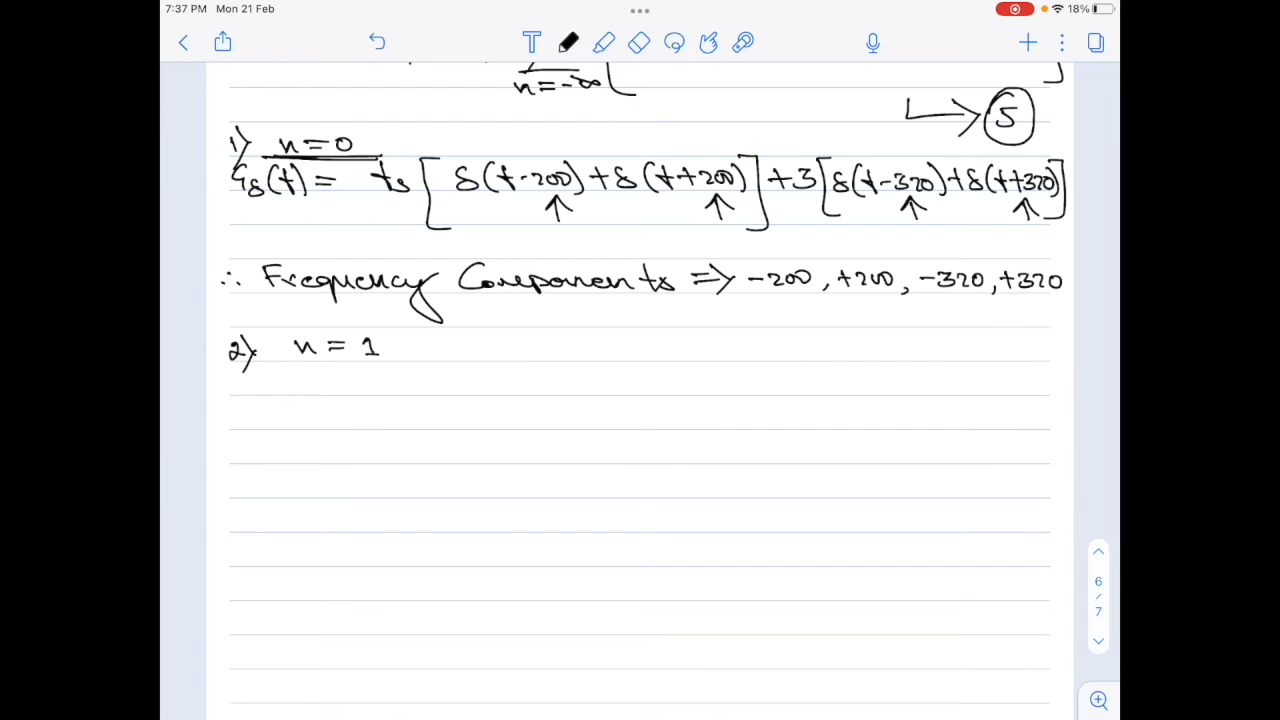 7:37 PM Mon 21 Feb
18%
n=-∞
5
1) n=0
G₈(f) = fs [ δ(f-200)+δ(f+200) ] +3[δ(f-320)+δ(f+320)]
∴ Frequency Components => -200, +200, -320, +320
2) n = 1
6
/
7